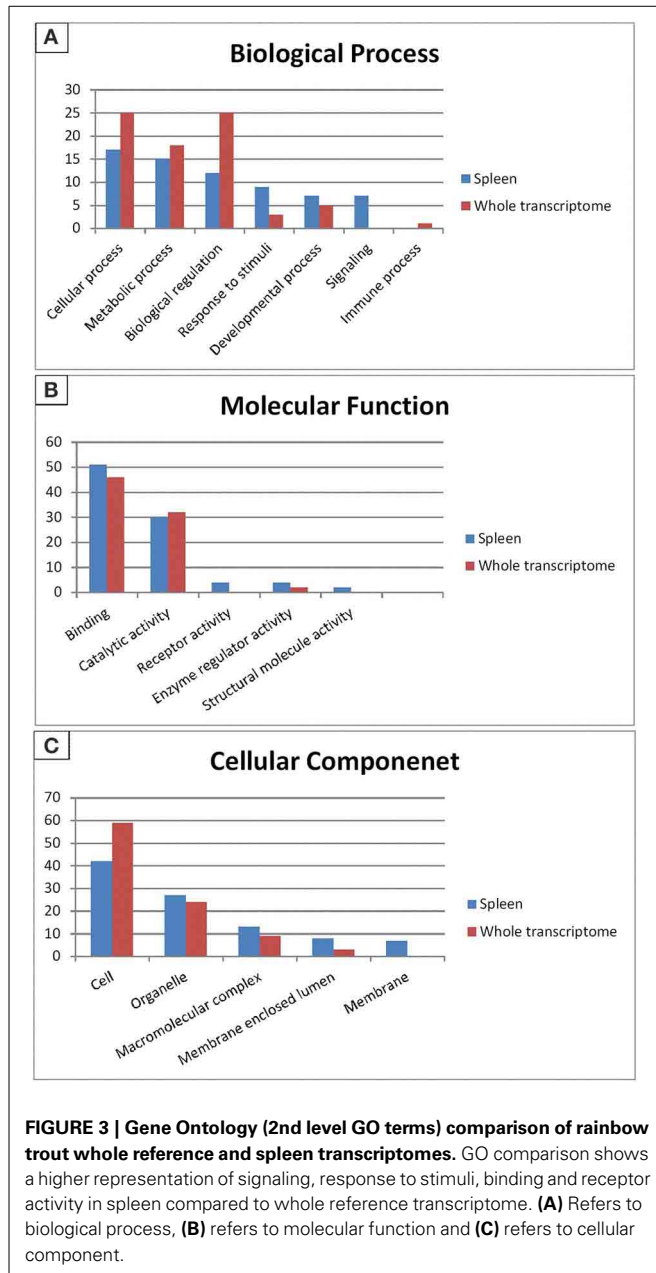 A
Biological Process
30
25
20
15
10
5
0
Cellular process
Metabolic process
Biological regulation
Response to stimuli
Developmental process
Signaling
Immune process
Spleen
Whole transcriptome
B
Molecular Function
60
50
40
30
20
10
0
Binding
Catalytic activity
Receptor activity
Enzyme regulator activity
Structural molecule activity
Spleen
Whole transcriptome
C
Cellular Componenet
70
60
50
40
30
20
10
0
Cell
Organelle
Macromolecular complex
Membrane enclosed lumen
Membrane
Spleen
Whole transcriptome
FIGURE 3 | Gene Ontology (2nd level GO terms) comparison of rainbow
trout whole reference and spleen transcriptomes. GO comparison shows
a higher representation of signaling, response to stimuli, binding and receptor
activity in spleen compared to whole reference transcriptome. (A) Refers to
biological process, (B) refers to molecular function and (C) refers to cellular
component.